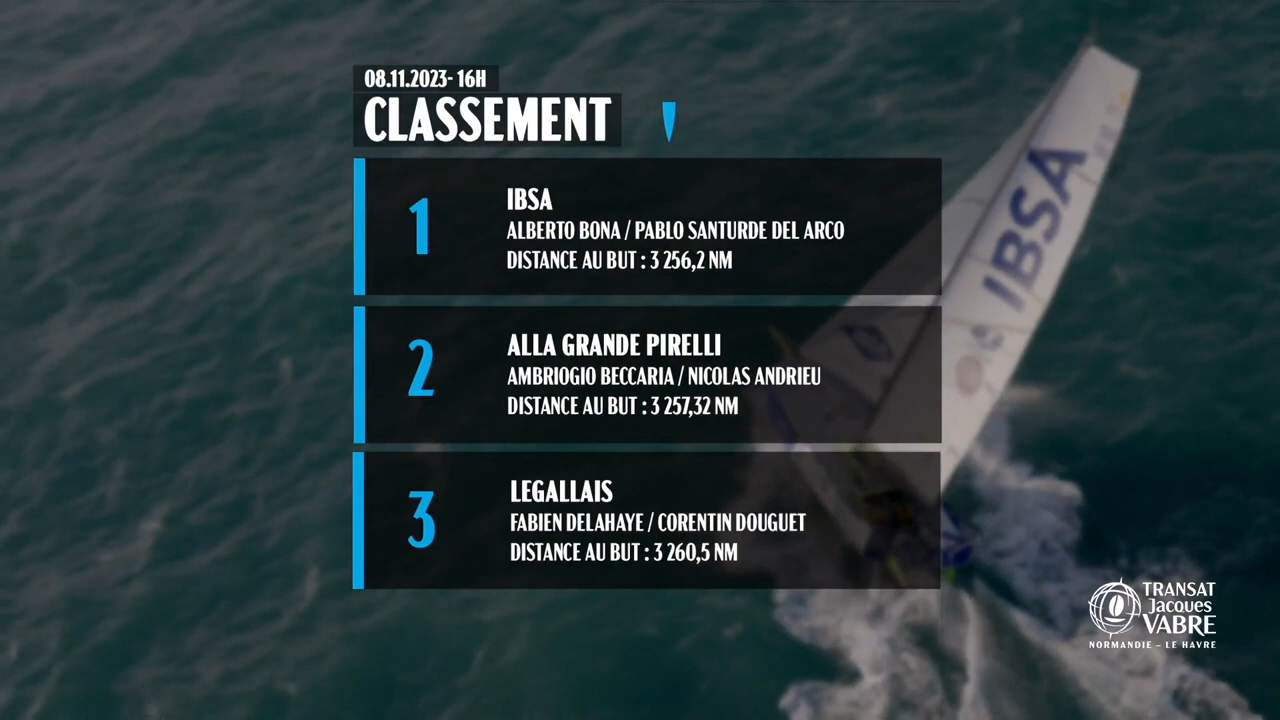 08.11.2023- 16H
CLASSEMENT
1
IBSA
ALBERTO BONA / PABLO SANTURDE DEL ARCO
DISTANCE AU BUT : 3 256,2 NM
2
ALLA GRANDE PIRELLI
AMBRIOGIO BECCARIA / NICOLAS ANDRIEU
DISTANCE AU BUT : 3 257,32 NM
3
LEGALLAIS
FABIEN DELAHAYE / CORENTIN DOUGUET
DISTANCE AU BUT : 3 260,5 NM
IBSA
TRANSAT
Jacques
VABRE
NORMANDIE – LE HAVRE